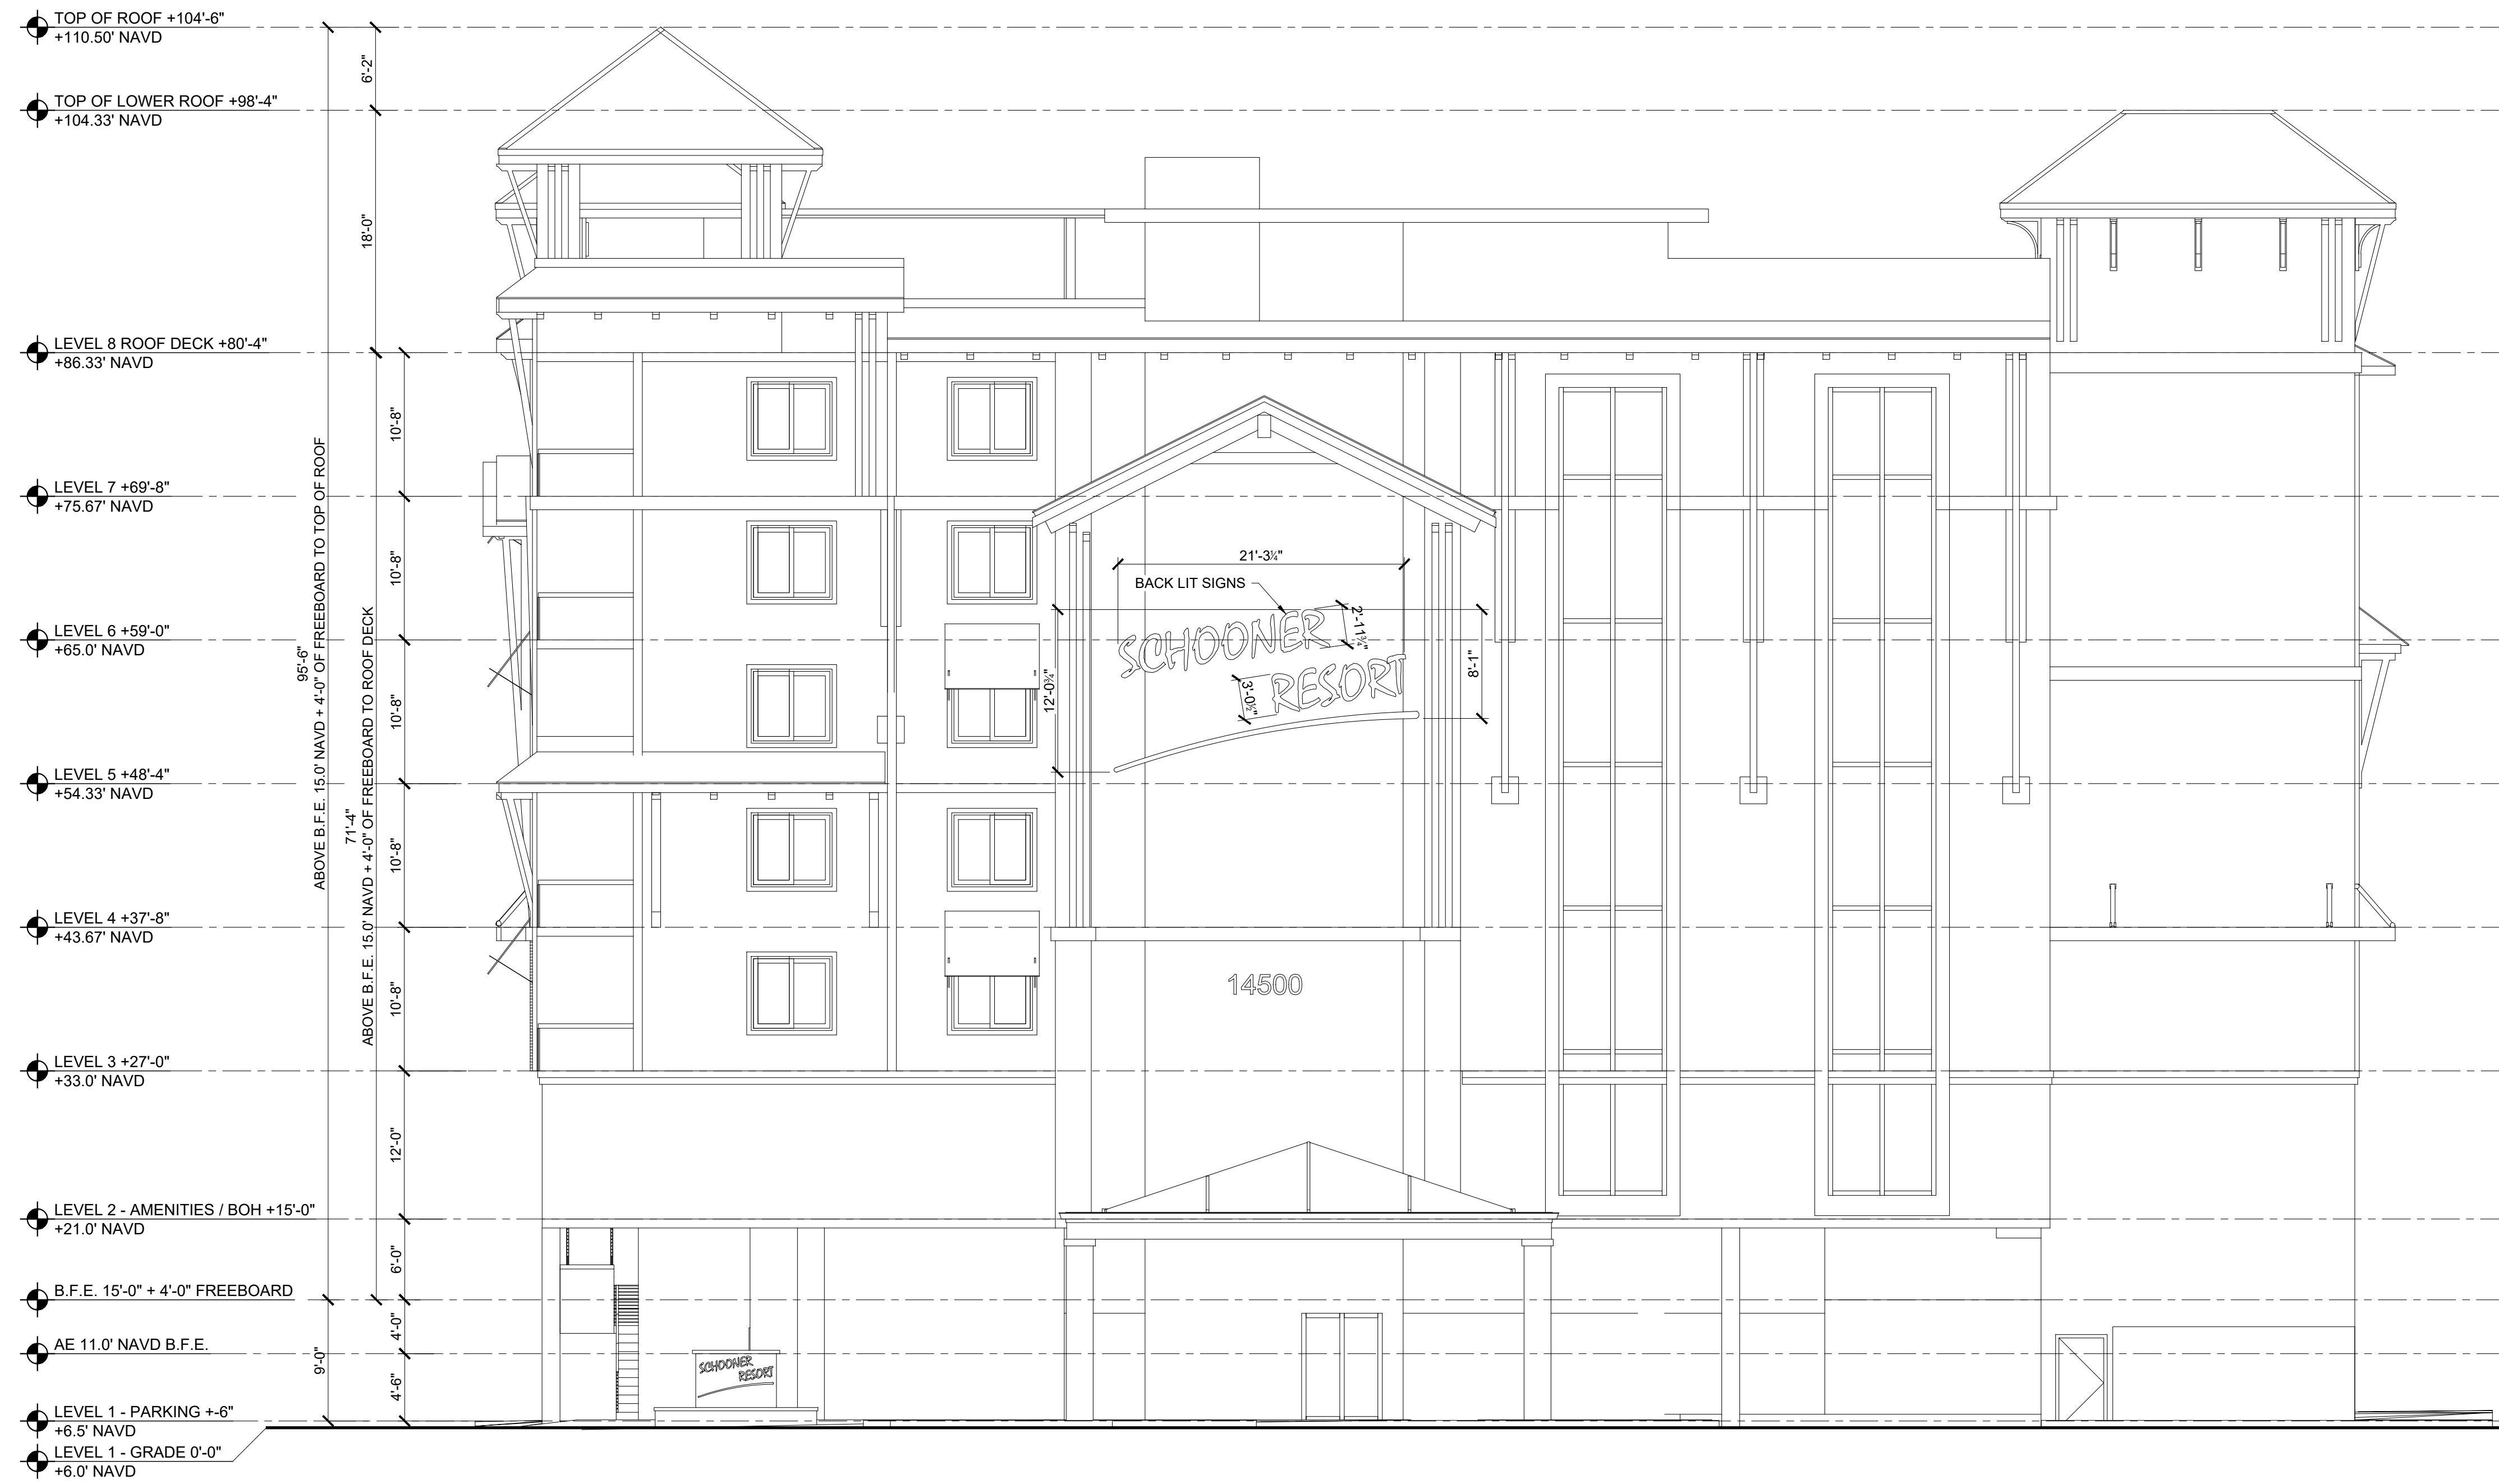 TOP OF ROOF +104'-6"
+110.50' NAVD
TOP OF LOWER ROOF +98'-4"
+104.33' NAVD
LEVEL 8 ROOF DECK +80'-4"
+86.33' NAVD
LEVEL 7 +69'-8"
+75.67' NAVD
LEVEL 6 +59'-0"
+65.0' NAVD
LEVEL 5 +48'-4"
+54.33' NAVD
LEVEL 4 +37'-8"
+43.67' NAVD
LEVEL 3 +27'-0"
+33.0' NAVD
LEVEL 2 - AMENITIES / BOH +15'-0"
+21.0' NAVD
B.F.E. 15'-0" + 4'-0" FREEBOARD
AE 11.0' NAVD B.F.E.
LEVEL 1 - PARKING +-6"
+6.5' NAVD
LEVEL 1 - GRADE 0'-0"
+6.0' NAVD
95'-6"
ABOVE B.F.E. 15.0' NAVD + 4'-0" OF FREEBOARD TO TOP OF ROOF
9'-0"
6'-2"
18'-0"
71'-4"
ABOVE B.F.E. 15.0' NAVD + 4'-0" OF FREEBOARD TO ROOF DECK
10'-8"
10'-8"
10'-8"
10'-8"
10'-8"
12'-0"
6'-0"
4'-0"
4'-6"
21'-3¼"
BACK LIT SIGNS
2'-11¾"
SCHOONER
RESORT
3'-0½"
12'-0¾"
8'-1"
14500
SCHOONER
RESORT